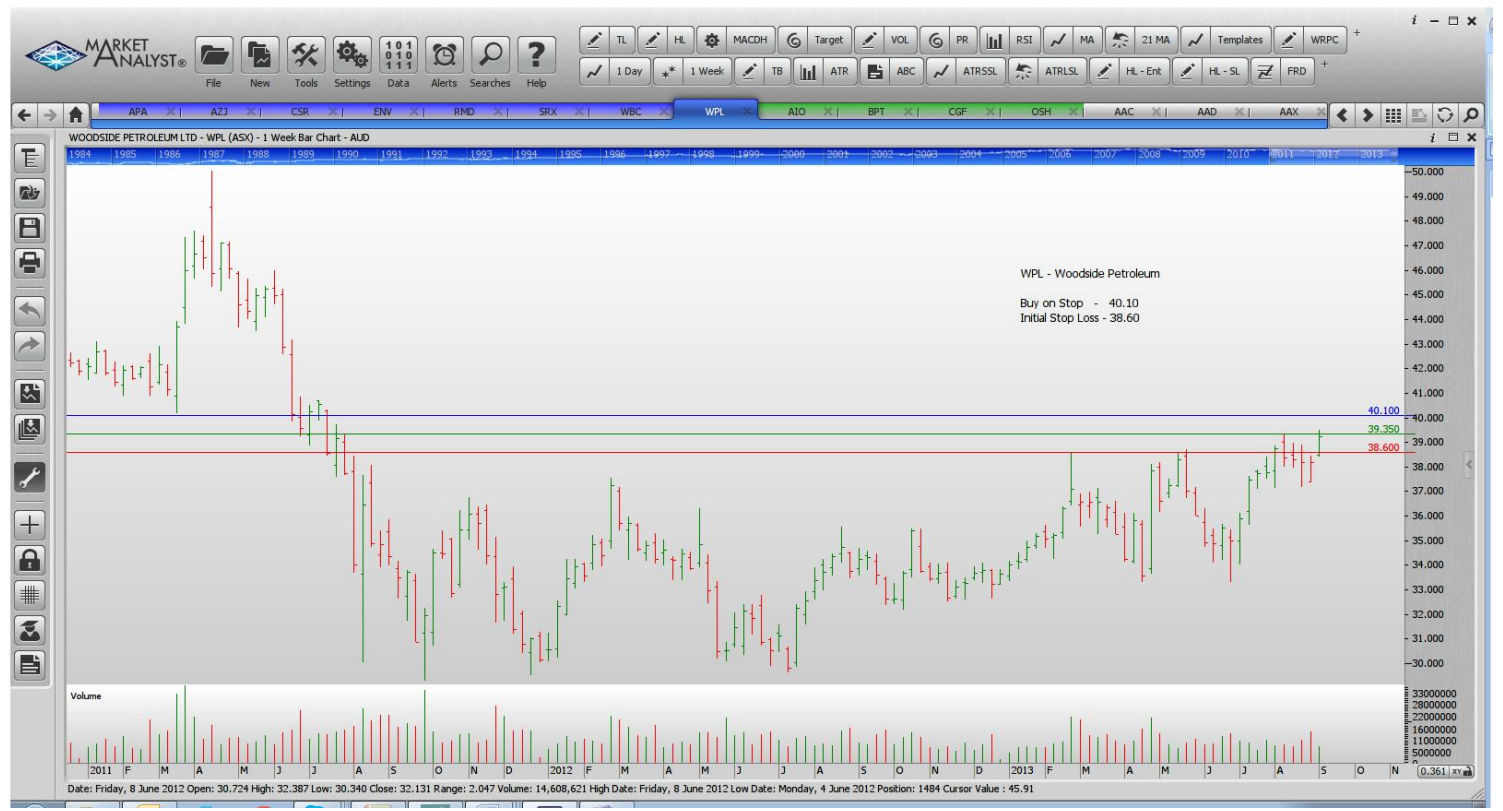 i
MARKET
ANALYST®
File New Tools Settings Data Alerts Searches Help
TL HL MACDH Target VOL PR RSI MA 21 MA Templates WRPC +
1 Day 1 Week TB ATR ABC ATRSSL ATRLSL HL - Ent HL - SL FRD +
101
010
111
APA AZJ CSR ENV RMD SRX WBC WPL AIO BPT CGF OSH AAC AAD AAX
WOODSIDE PETROLEUM LTD - WPL (ASX) - 1 Week Bar Chart - AUD
i
1984 1985 1986 1987 1988 1989 1990 1991 1992 1993 1994 1995 1996 1997 1998 1999 2000 2001 2002 2003 2004 2005 2006 2007 2008 2009 2010 2011 2012 2013
50.000
49.000
48.000
47.000
46.000
WPL - Woodside Petroleum
45.000
Buy on Stop - 40.10
Initial Stop Loss - 38.60
44.000
43.000
42.000
41.000
40.100
40.000
39.350
39.000
38.600
38.000
37.000
36.000
35.000
34.000
33.000
32.000
31.000
30.000
Volume
33000000
28000000
22000000
16000000
11000000
5000000
2011 F M A M J J A S O N D 2012 F M A M J J A S O N D 2013 F M A M J J A S O N
0.361 XY
Date: Friday, 8 June 2012 Open: 30.724 High: 32.387 Low: 30.340 Close: 32.131 Range: 2.047 Volume: 14,608,621 High Date: Friday, 8 June 2012 Low Date: Monday, 4 June 2012 Position: 1484 Cursor Value : 45.91